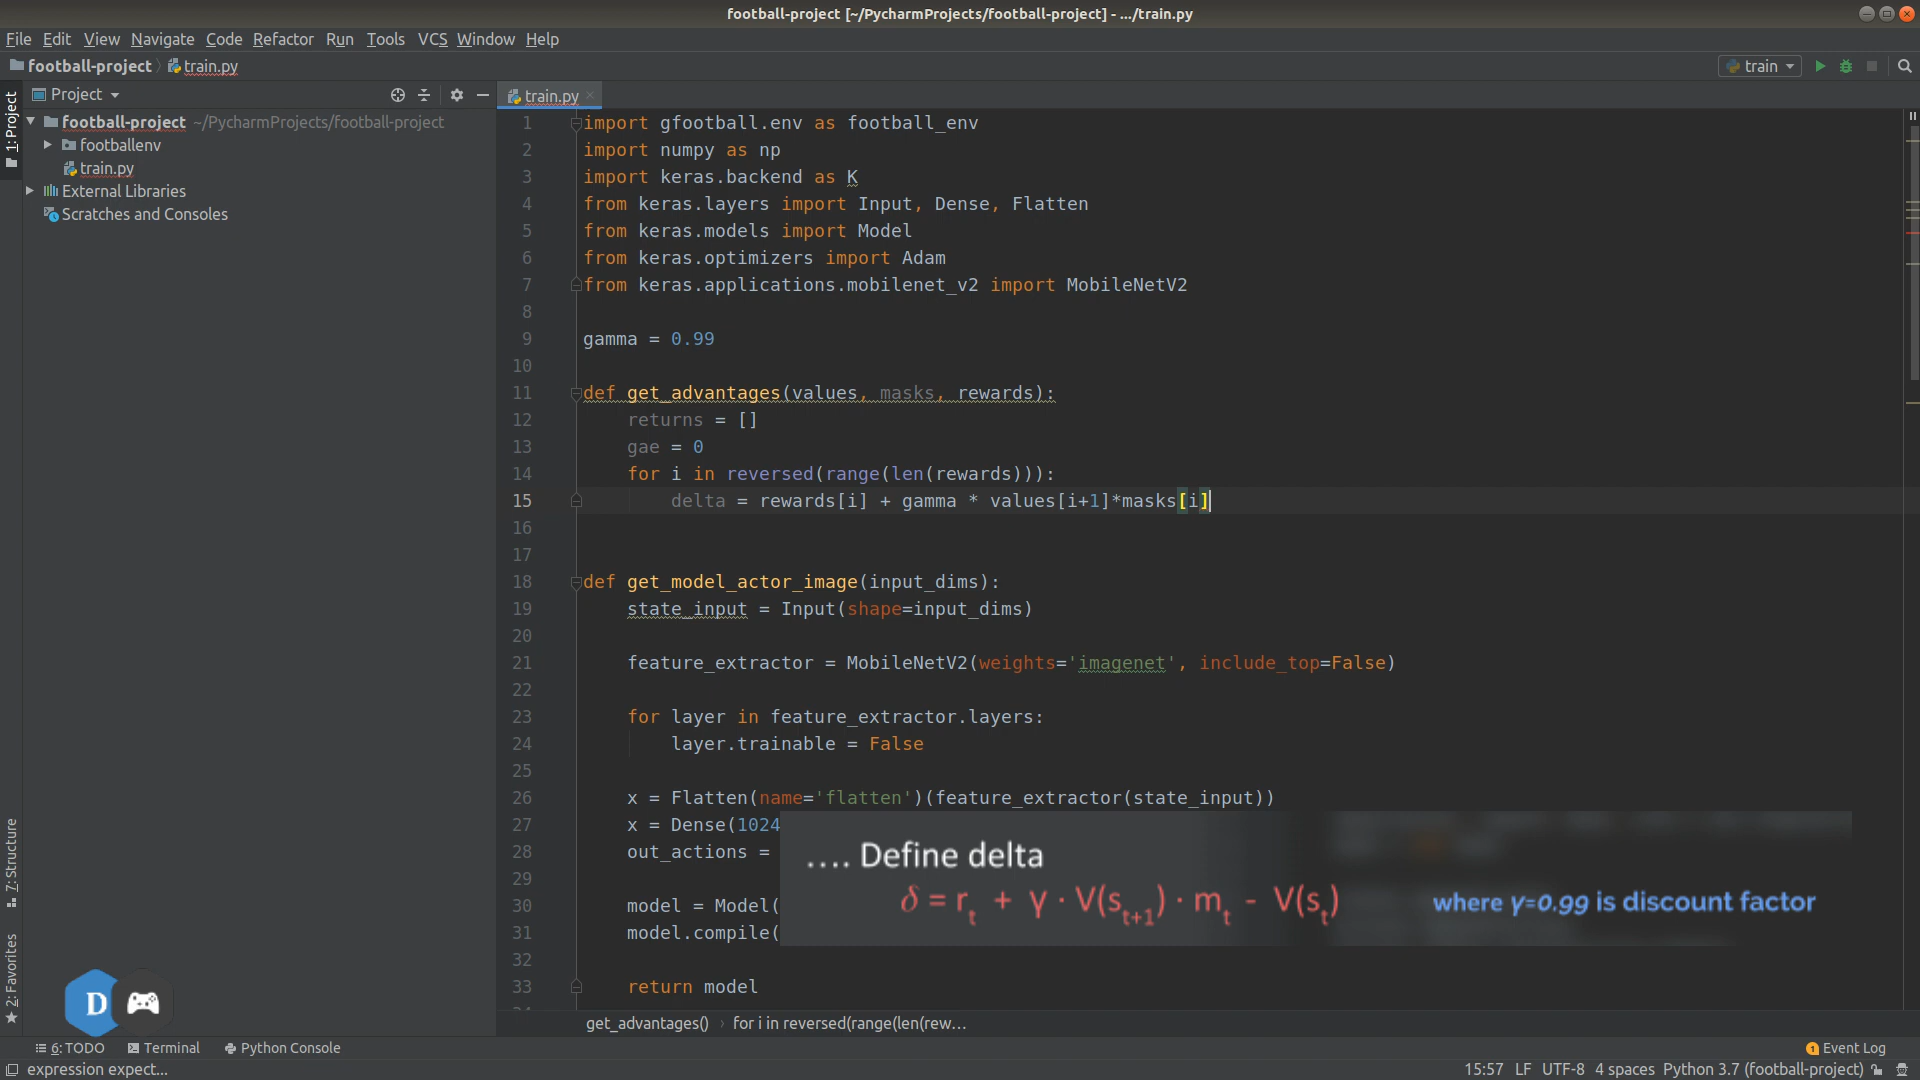 football-project [~/PycharmProjects/football-project] - .../train.py
File Edit View Navigate Code Refactor Run Tools VCS Window Help
football-project train.py
train
Project
train.py
1: Project
football-project ~/PycharmProjects/football-project
footballenv
train.py
External Libraries
Scratches and Consoles
1 import gfootball.env as football_env
2 import numpy as np
3 import keras.backend as K
4 from keras.layers import Input, Dense, Flatten
5 from keras.models import Model
6 from keras.optimizers import Adam
7 from keras.applications.mobilenet_v2 import MobileNetV2
8
9 gamma = 0.99
10
11 def get_advantages(values, masks, rewards):
12 returns = []
13 gae = 0
14 for i in reversed(range(len(rewards))):
15 delta = rewards[i] + gamma * values[i+1]*masks[i]
16
17
18 def get_model_actor_image(input_dims):
19 state_input = Input(shape=input_dims)
20
21 feature_extractor = MobileNetV2(weights='imagenet', include_top=False)
22
23 for layer in feature_extractor.layers:
24 layer.trainable = False
25
26 x = Flatten(name='flatten')(feature_extractor(state_input))
27 x = Dense(1024
28 out_actions =
29
30 model = Model(
31 model.compile(
32
33 return model
.... Define delta
δ = r_t + γ · V(s_{t+1}) · m_t - V(s_t)
where γ=0.99 is discount factor
7: Structure
2: Favorites
D
get_advantages() › for i in reversed(range(len(rew...
6: TODO Terminal Python Console
1 Event Log
expression expect...
15:57 LF UTF-8 4 spaces Python 3.7 (football-project)